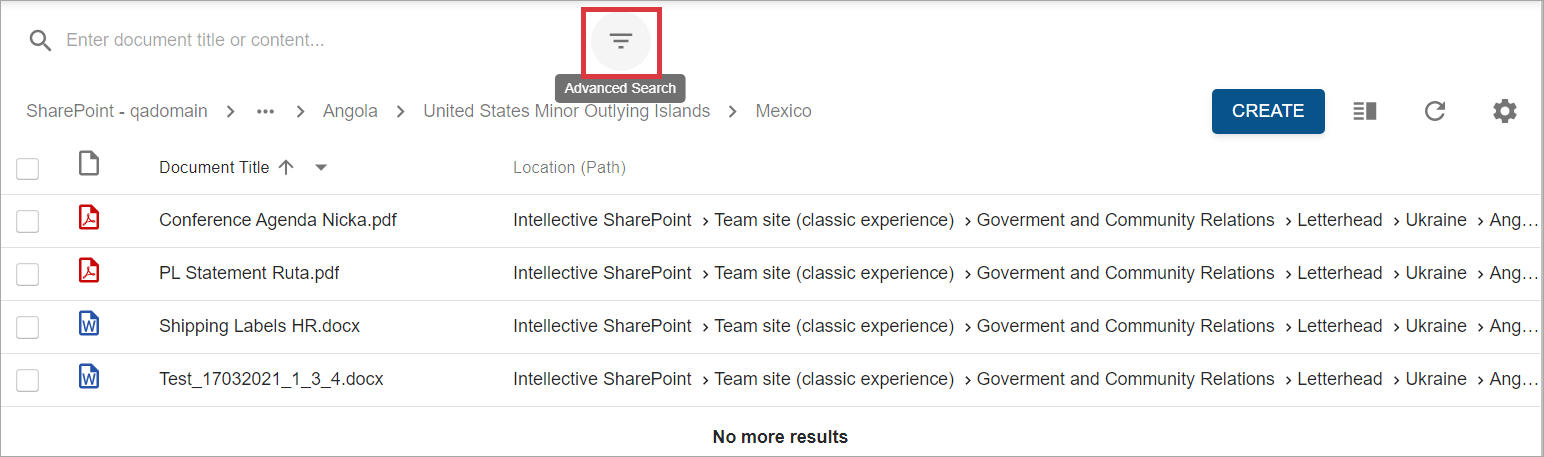 Enter document title or content...
Advanced Search
SharePoint - qadomain > ... > Angola > United States Minor Outlying Islands > Mexico CREATE
Document Title Location (Path)
Conference Agenda Nicka.pdf Intellective SharePoint > Team site (classic experience) > Goverment and Community Relations > Letterhead > Ukraine > Ang...
PL Statement Ruta.pdf Intellective SharePoint > Team site (classic experience) > Goverment and Community Relations > Letterhead > Ukraine > Ang...
Shipping Labels HR.docx Intellective SharePoint > Team site (classic experience) > Goverment and Community Relations > Letterhead > Ukraine > Ang...
Test_17032021_1_3_4.docx Intellective SharePoint > Team site (classic experience) > Goverment and Community Relations > Letterhead > Ukraine > Ang...
No more results